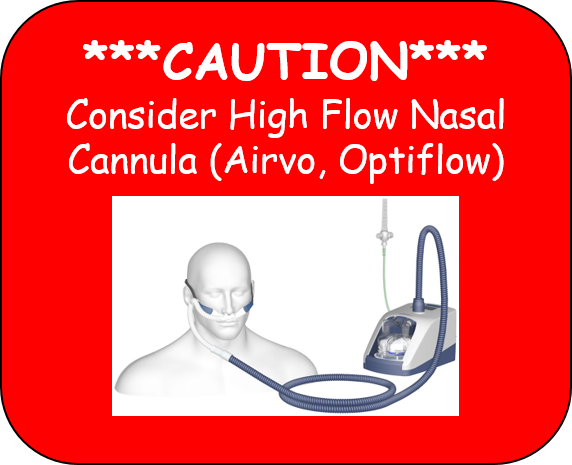 ***CAUTION***
Consider High Flow Nasal
Cannula (Airvo, Optiflow)